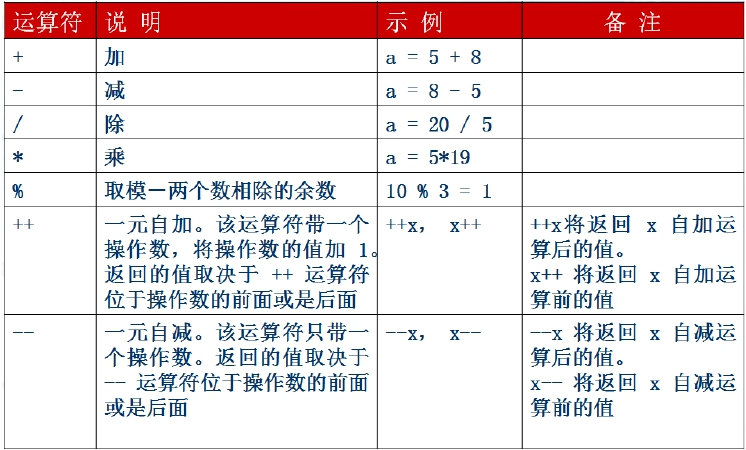 运算符 说 明 示 例 备 注
+ 加 a = 5 + 8
- 减 a = 8 - 5
/ 除 a = 20 / 5
* 乘 a = 5*19
% 取模－两个数相除的余数 10 % 3 = 1
++ 一元自加。该运算符带一个 ++x， x++ ++x将返回 x 自加运
操作数，将操作数的值加 1。 算后的值。
返回的值取决于 ++ 运算符 x++ 将返回 x 自加运
位于操作数的前面或是后面 算前的值
-- 一元自减。该运算符只带一 --x， x-- --x 将返回 x 自减运
个操作数。返回的值取决于 算后的值。
-- 运算符位于操作数的前面 x-- 将返回 x 自减运
或是后面 算前的值